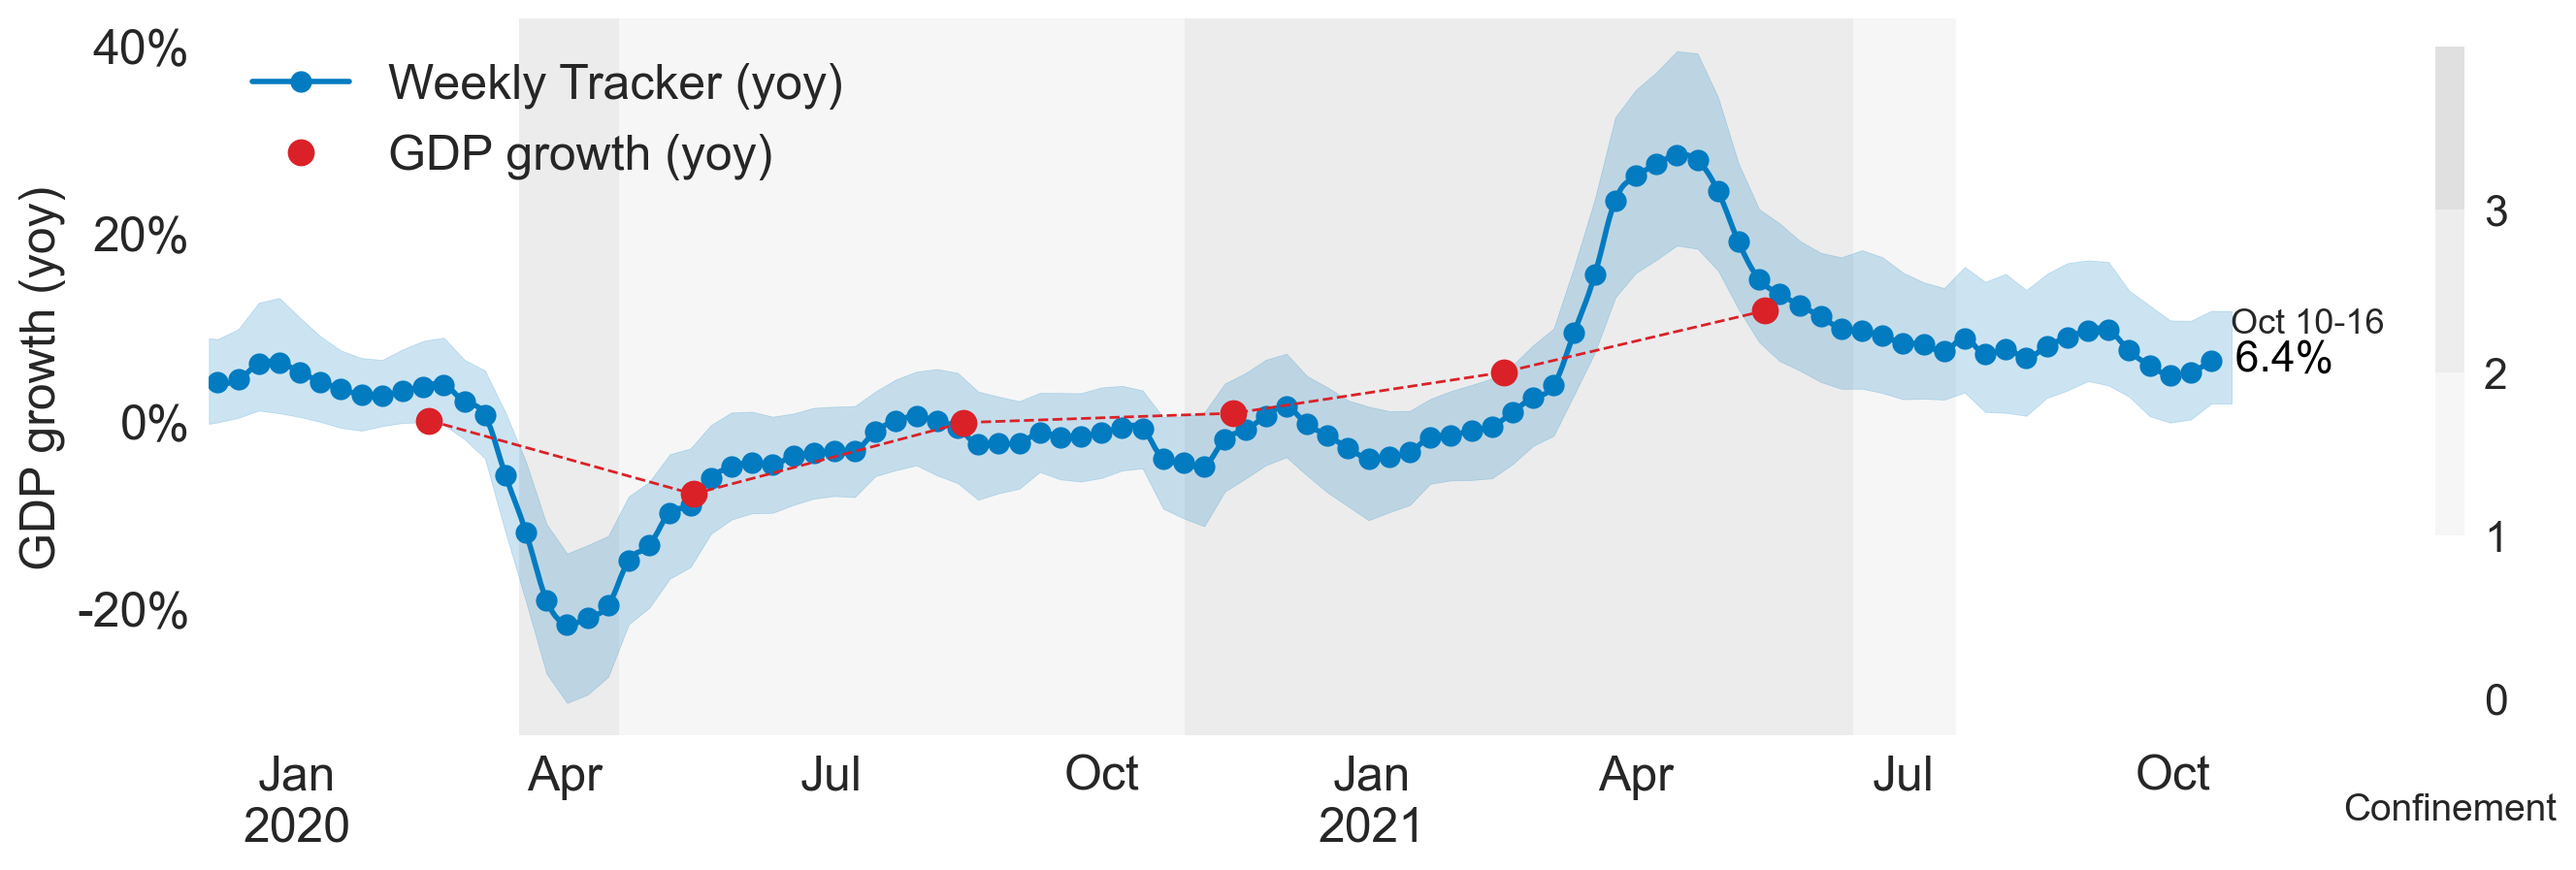 40%
20%
0%
-20%
GDP growth (yoy)
Weekly Tracker (yoy)
GDP growth (yoy)
Oct 10-16
6.4%
3
2
1
0
Jan Apr Jul Oct Jan Apr Jul Oct
2020 2021
Confinement